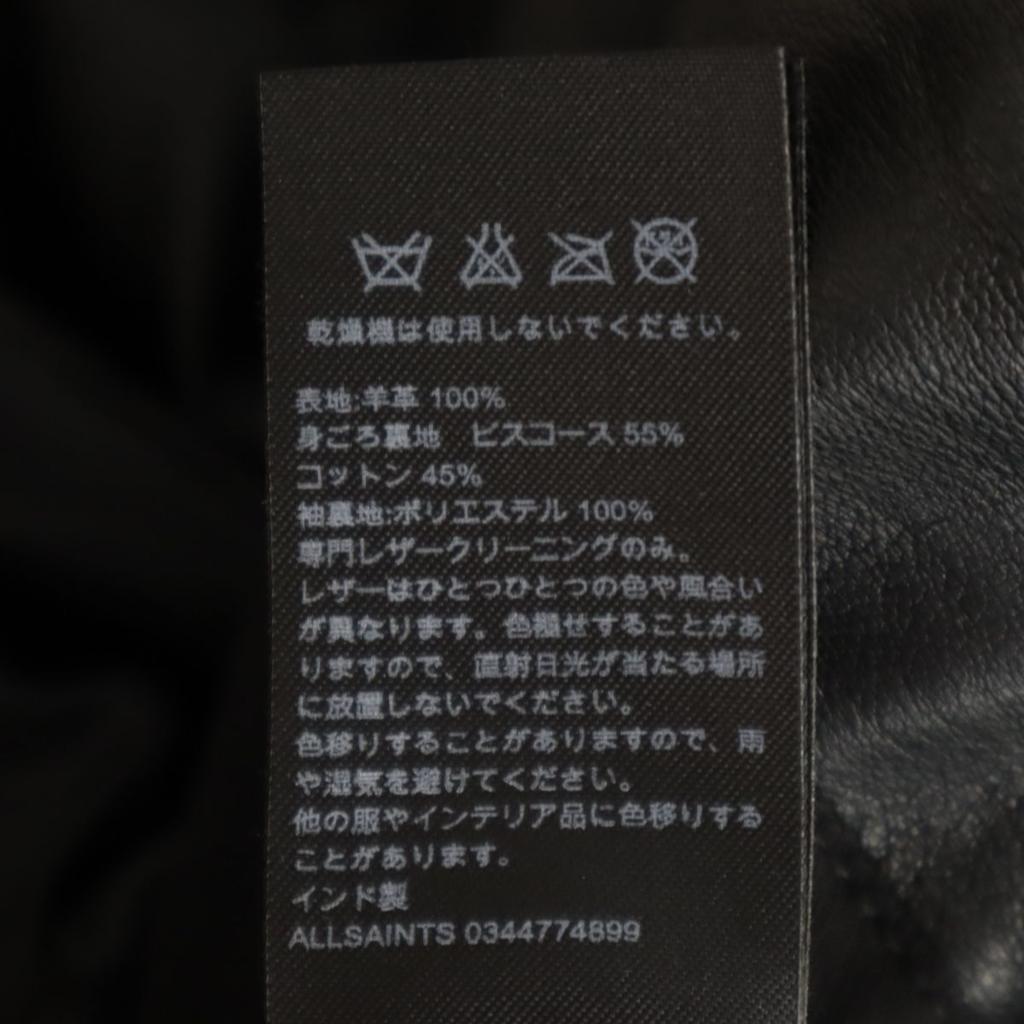 乾燥機は使用しないでください。
表地:羊革 100%
身ごろ裏地　ビスコース 55%
コットン 45%
袖裏地:ポリエステル 100%
専門レザークリーニングのみ。
レザーはひとつひとつの色や風合い
が異なります。色褪せすることがあ
りますので、直射日光が当たる場所
に放置しないでください。
色移りすることがありますので、雨
や湿気を避けてください。
他の服やインテリア品に色移りする
ことがあります。
インド製
ALLSAINTS 0344774899